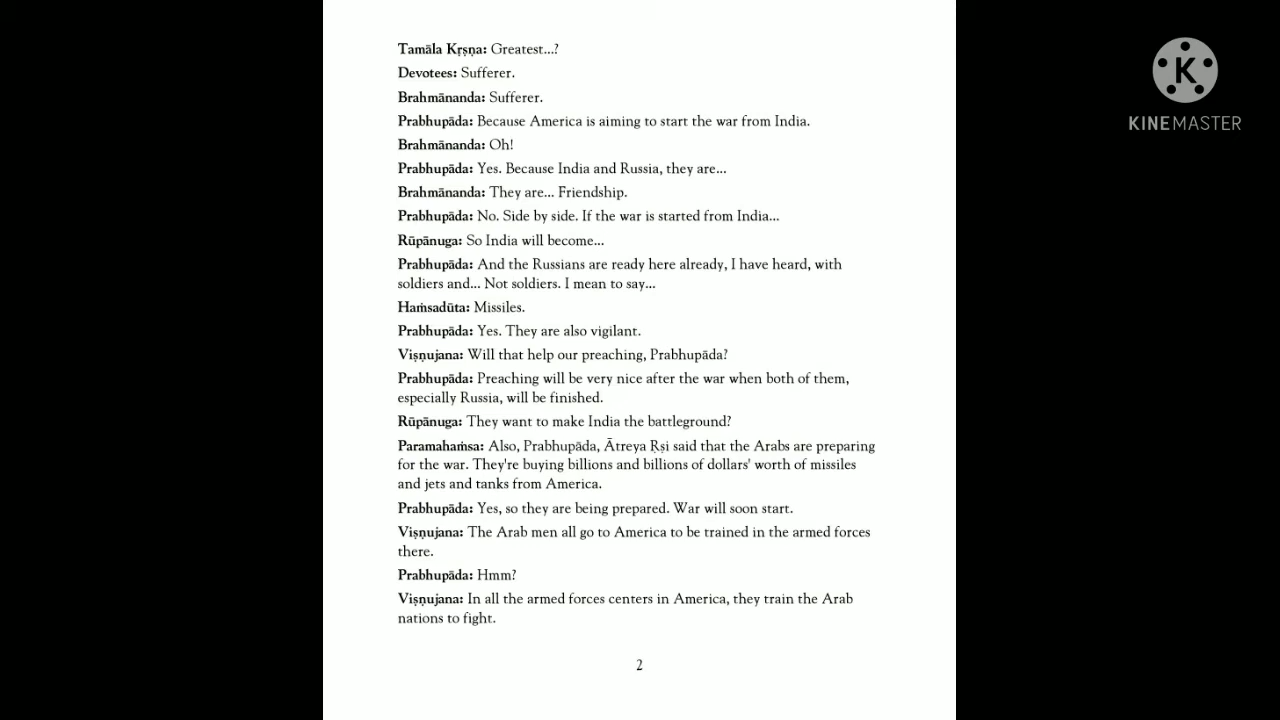 Tamāla Kṛṣṇa: Greatest...?
Devotees: Sufferer.
Brahmānanda: Sufferer.
Prabhupāda: Because America is aiming to start the war from India.
Brahmānanda: Oh!
Prabhupāda: Yes. Because India and Russia, they are...
Brahmānanda: They are... Friendship.
Prabhupāda: No. Side by side. If the war is started from India...
Rūpānuga: So India will become...
Prabhupāda: And the Russians are ready here already, I have heard, with
soldiers and... Not soldiers. I mean to say...
Haṁsadūta: Missiles.
Prabhupāda: Yes. They are also vigilant.
Viṣṇujana: Will that help our preaching, Prabhupāda?
Prabhupāda: Preaching will be very nice after the war when both of them,
especially Russia, will be finished.
Rūpānuga: They want to make India the battleground?
Paramahaṁsa: Also, Prabhupāda, Ātreya Ṛṣi said that the Arabs are preparing
for the war. They're buying billions and billions of dollars' worth of missiles
and jets and tanks from America.
Prabhupāda: Yes, so they are being prepared. War will soon start.
Viṣṇujana: The Arab men all go to America to be trained in the armed forces
there.
Prabhupāda: Hmm?
Viṣṇujana: In all the armed forces centers in America, they train the Arab
nations to fight.
2
K
KINEMASTER